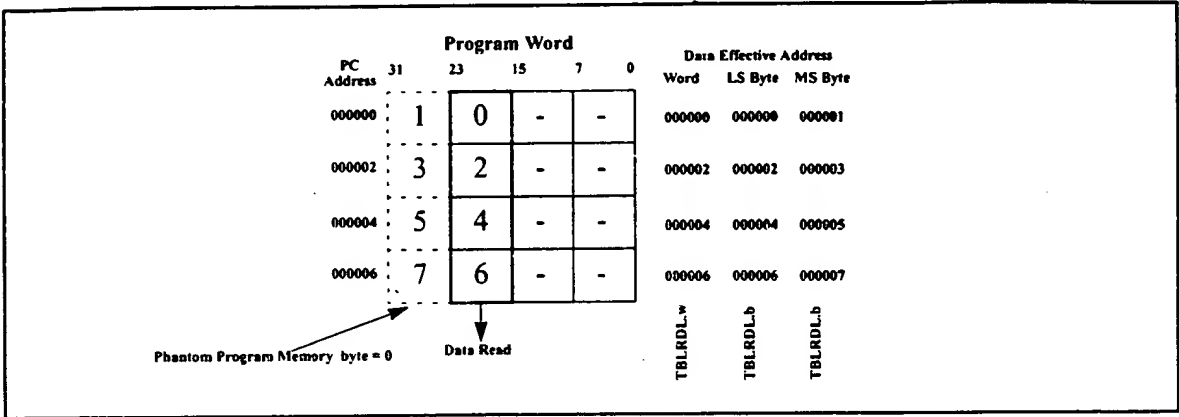 Program Word
Data Effective Address
PC Address 31 23 15 7 0 Word LS Byte MS Byte
000000 1 0 - - 000000 000000 000001
000002 3 2 - - 000002 000002 000003
000004 5 4 - - 000004 000004 000005
000006 7 6 - - 000006 000006 000007
Phantom Program Memory byte = 0
Data Read
TBLRDL.w
TBLRDL.b
TBLRDL.b